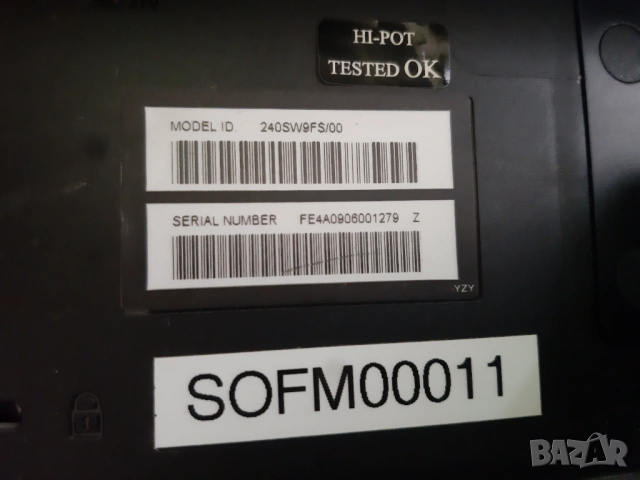 HI-POT
TESTED OK
MODEL ID. 240SW9FS/00
SERIAL NUMBER FE4A0906001279 Z
YZY
SOFM00011
BAZAR